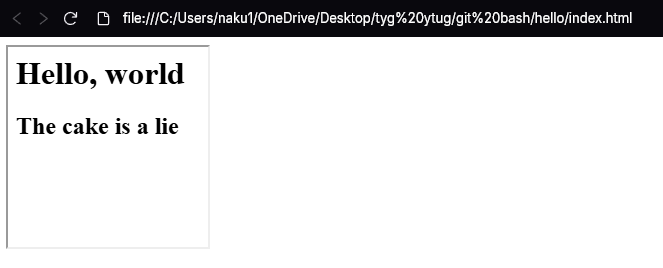 file:///C:/Users/naku1/OneDrive/Desktop/tyg%20ytug/git%20bash/hello/index.html
Hello, world
The cake is a lie